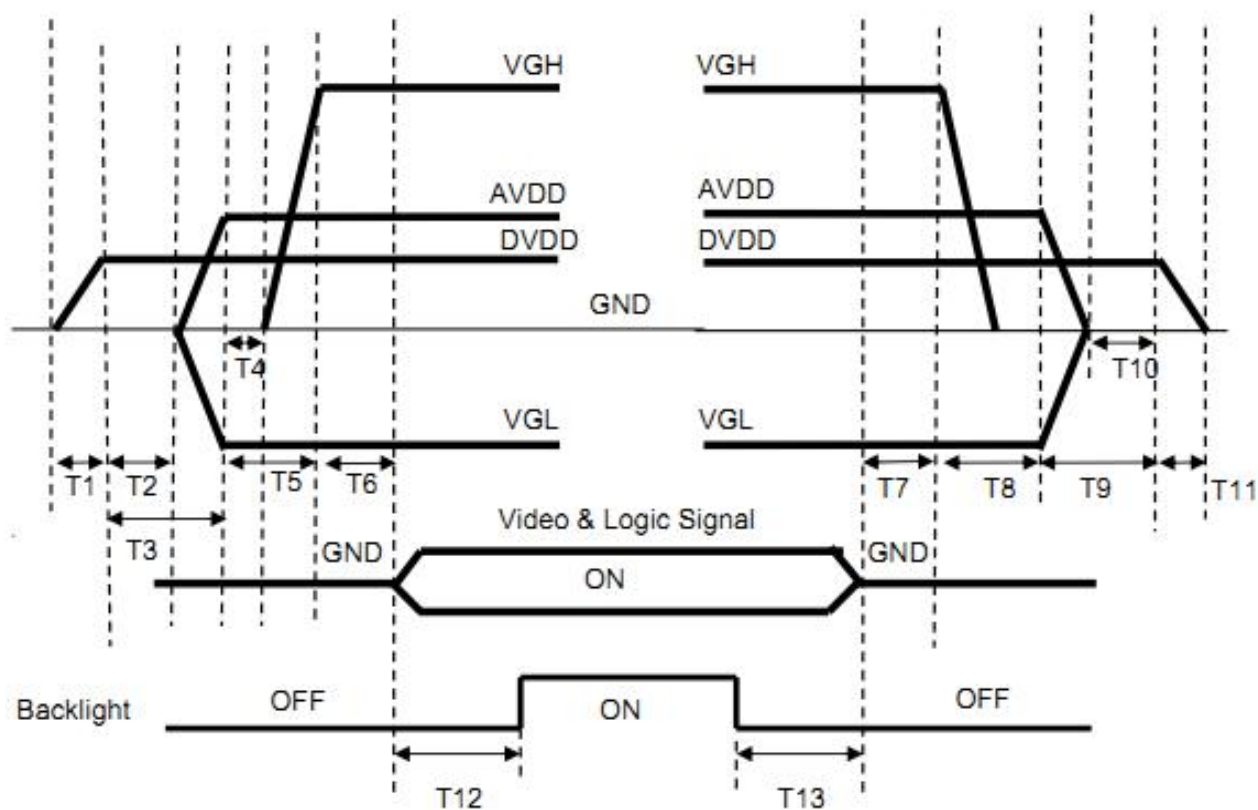 VGH VGH
AVDD AVDD
DVDD DVDD
GND
T4 T10
VGL VGL
T1 T2 T5 T6 T7 T8 T9 T11
Video & Logic Signal
T3
GND GND
ON
Backlight OFF ON OFF
T12 T13